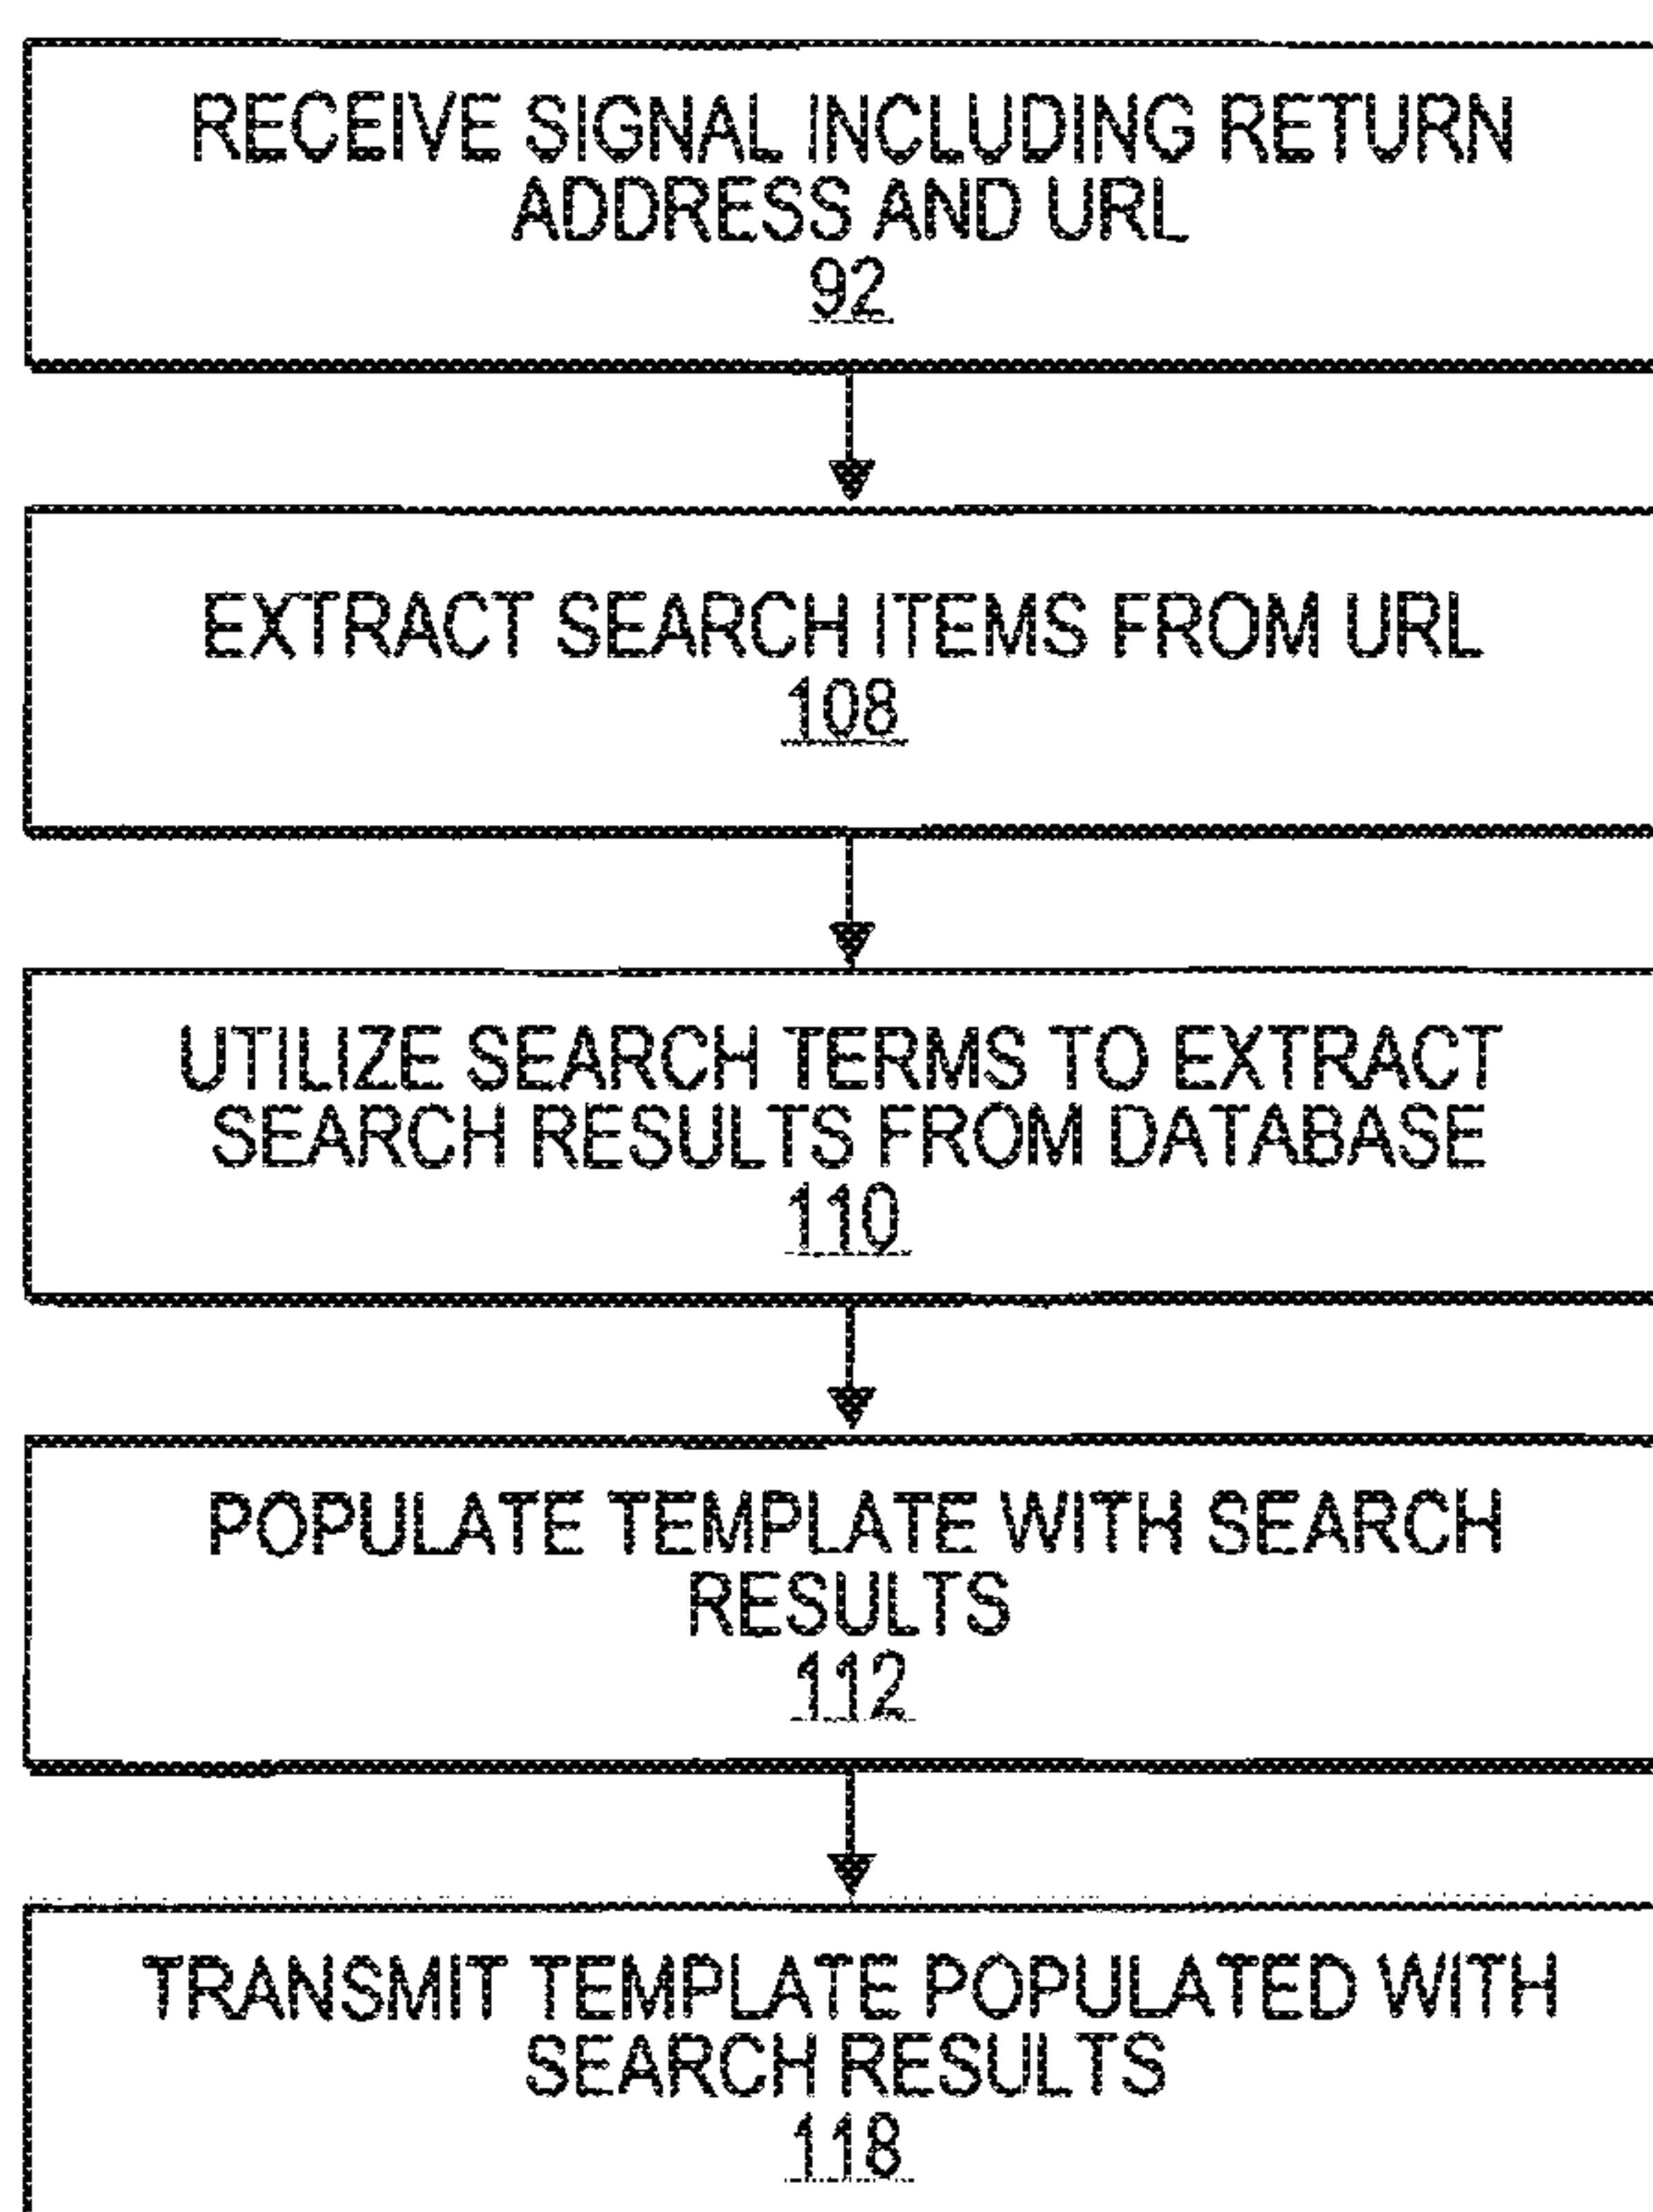 RECEIVE SIGNAL INCLUDING RETURN
ADDRESS AND URL
92
EXTRACT SEARCH ITEMS FROM URL
108
UTILIZE SEARCH TERMS TO EXTRACT
SEARCH RESULTS FROM DATABASE
110
POPULATE TEMPLATE WITH SEARCH
RESULTS
112
TRANSMIT TEMPLATE POPULATED WITH
SEARCH RESULTS
118